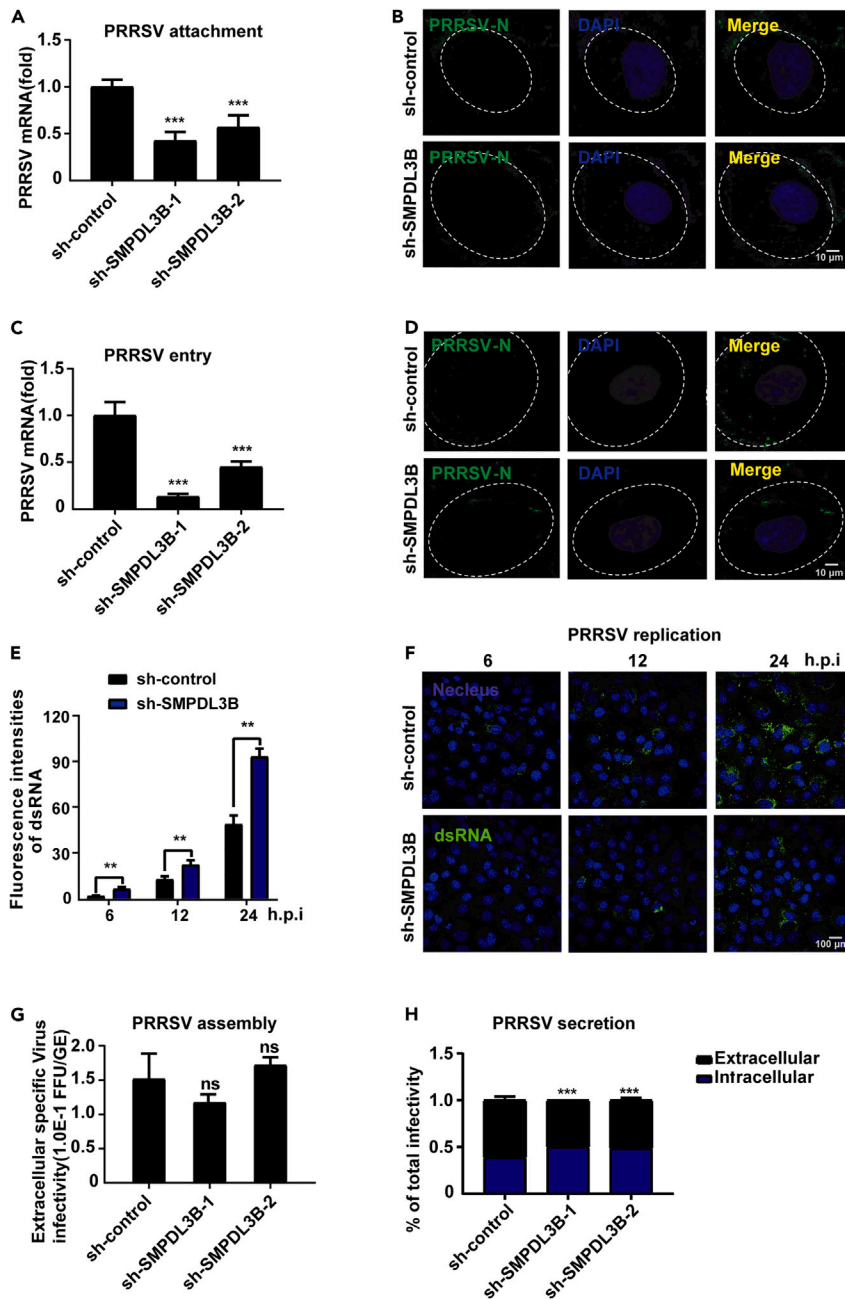 A
PRRSV attachment
PRRSV mRNA(fold)
1.5
1.0
0.5
0
***
***
sh-control
sh-SMPDL3B-1
sh-SMPDL3B-2
B
sh-control
PRRSV-N
DAPI
Merge
sh-SMPDL3B
PRRSV-N
DAPI
Merge
10 µm
C
PRRSV entry
PRRSV mRNA(fold)
1.5
1.0
0.5
0
***
***
sh-control
sh-SMPDL3B-1
sh-SMPDL3B-2
D
sh-control
PRRSV-N
DAPI
Merge
sh-SMPDL3B
PRRSV-N
DAPI
Merge
10 µm
E
sh-control
sh-SMPDL3B
Fluorescence intensities
of dsRNA
120
90
60
30
0
**
**
**
6
12
24
h.p.i
F
PRRSV replication
6
12
24
h.p.i
sh-control
Necleus
sh-SMPDL3B
dsRNA
100 µm
G
PRRSV assembly
Extracellular specific Virus
infectivity(1.0E-1 FFU/GE)
2.0
1.5
1.0
0.5
0
ns
ns
sh-control
sh-SMPDL3B-1
sh-SMPDL3B-2
H
PRRSV secretion
Extracellular
Intracellular
% of total infectivity
1.5
1.0
0.5
0
***
***
sh-control
sh-SMPDL3B-1
sh-SMPDL3B-2